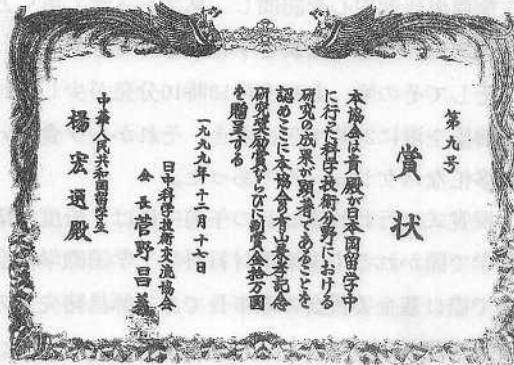 第九号
賞状
本協会は貴殿が日本国留学中
に行った科学技術分野における
研究の成果が顕著であることを
認めここに本協会有山兼孝記念
研究奨励賞ならびに副賞金拾万円
を贈呈する
一九九九年十二月十六日
日中科学技術交流協会
会長 菅野昌義
中華人民共和国留学生
楊宏選殿